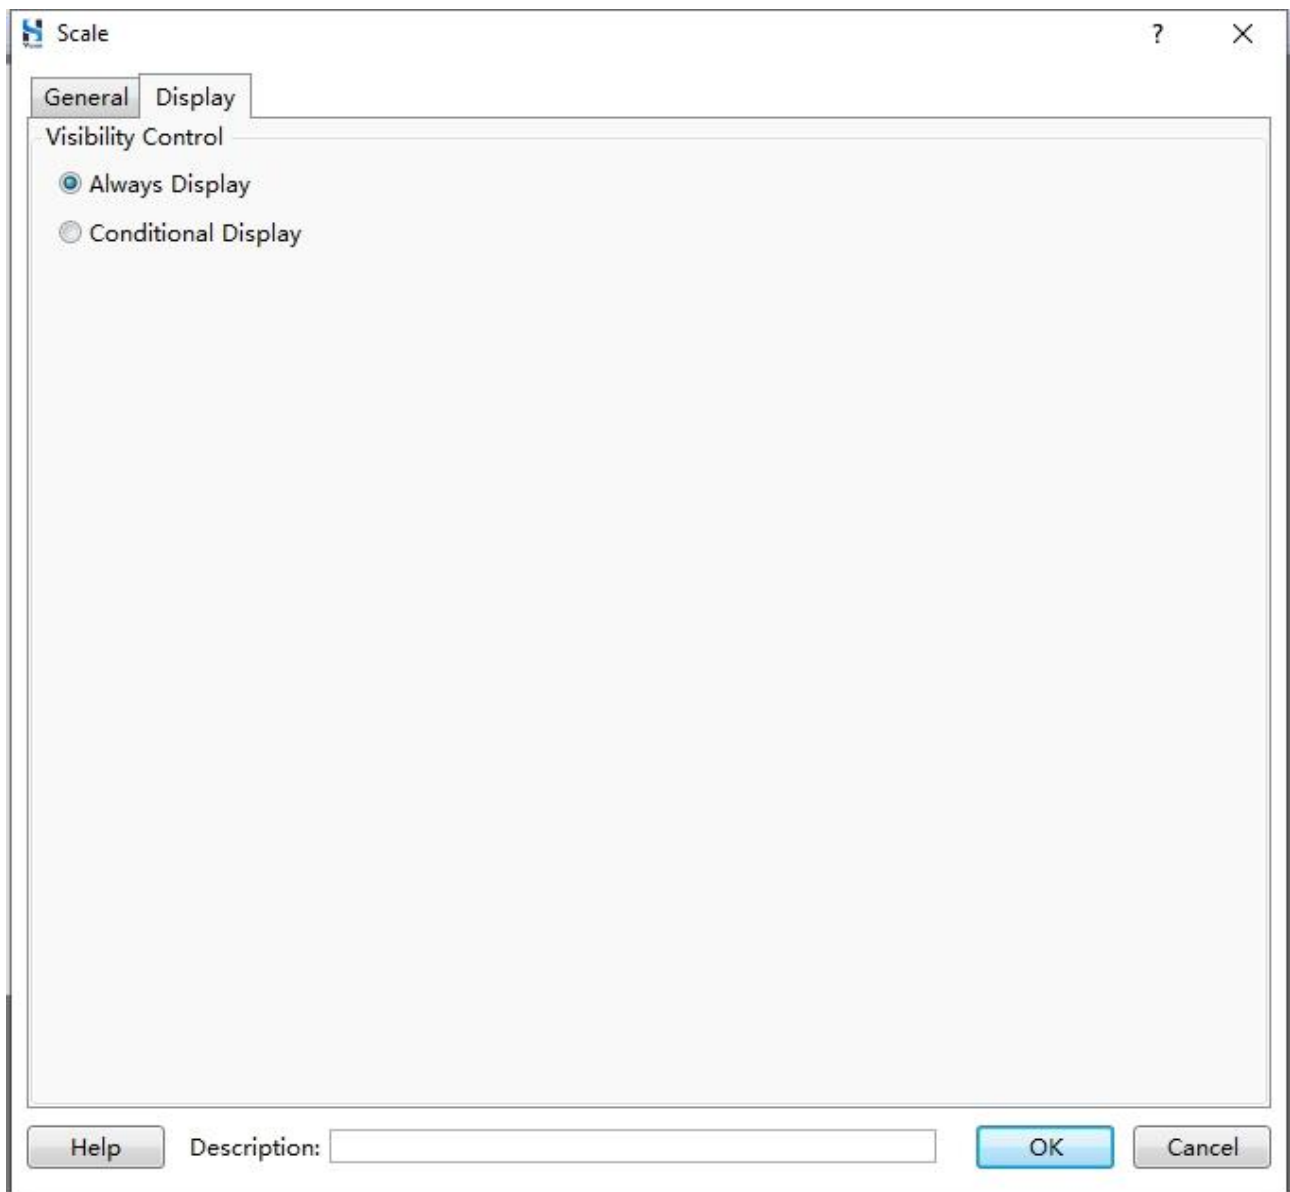 Scale
?
General Display
Visibility Control
Always Display
Conditional Display
Help Description: OK Cancel